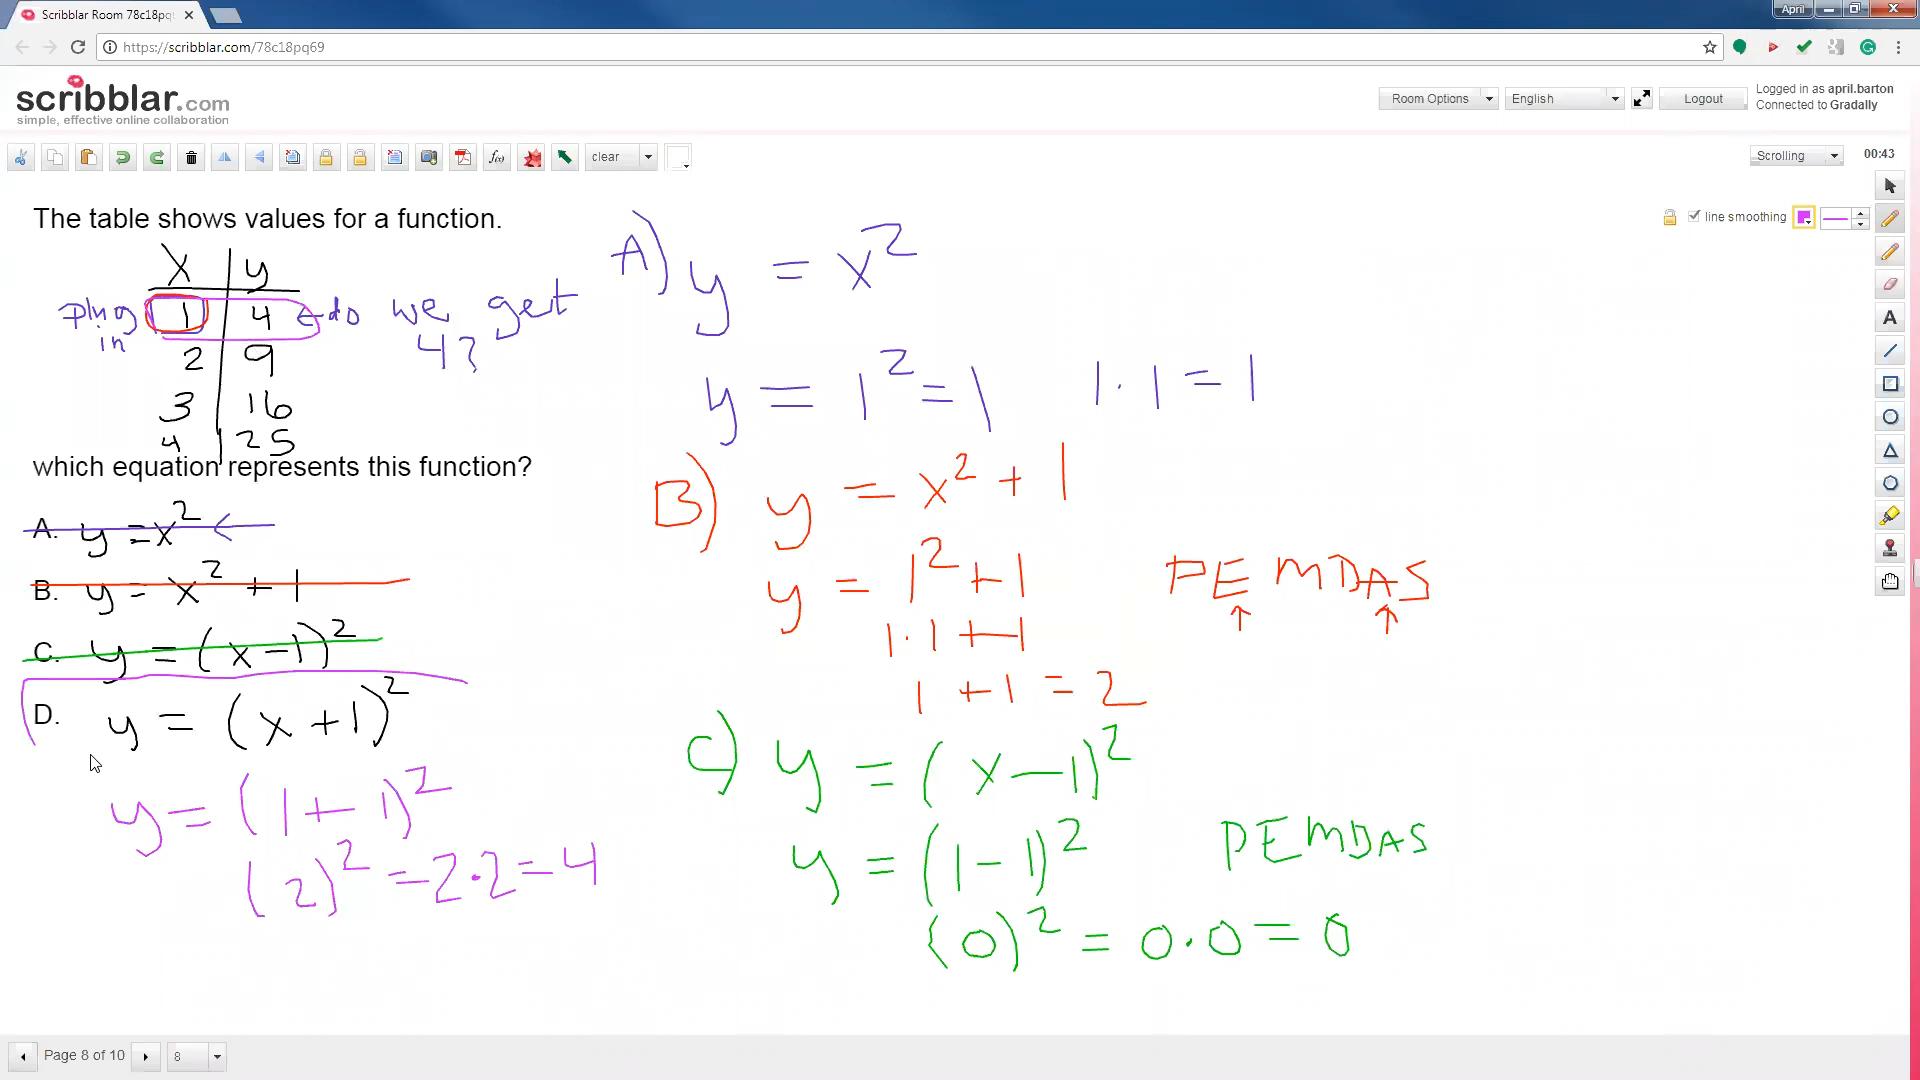 Scribblar Room 78c18pq
April
https://scribblar.com/78c18pq69
scribblar.com
simple, effective online collaboration
Room Options
English
Logout
Logged in as april.barton
Connected to Gradally
f(x)
clear
Scrolling
00:43
line smoothing
A
The table shows values for a function.
x y
plug in 1 4 ← do we get 4?
2 9
3 16
4 25
which equation represents this function?
A. y = x²
B. y = x² + 1
C. y = (x-1)²
D. y = (x+1)²
y = (1+1)²
(2)² = 2·2 = 4
A) y = x²
y = 1² = 1 1·1 = 1
B) y = x² + 1
y = 1² + 1 PEMDAS
1·1 + 1
1 + 1 = 2
C) y = (x-1)²
y = (1-1)² PEMDAS
(0)² = 0·0 = 0
Page 8 of 10
8